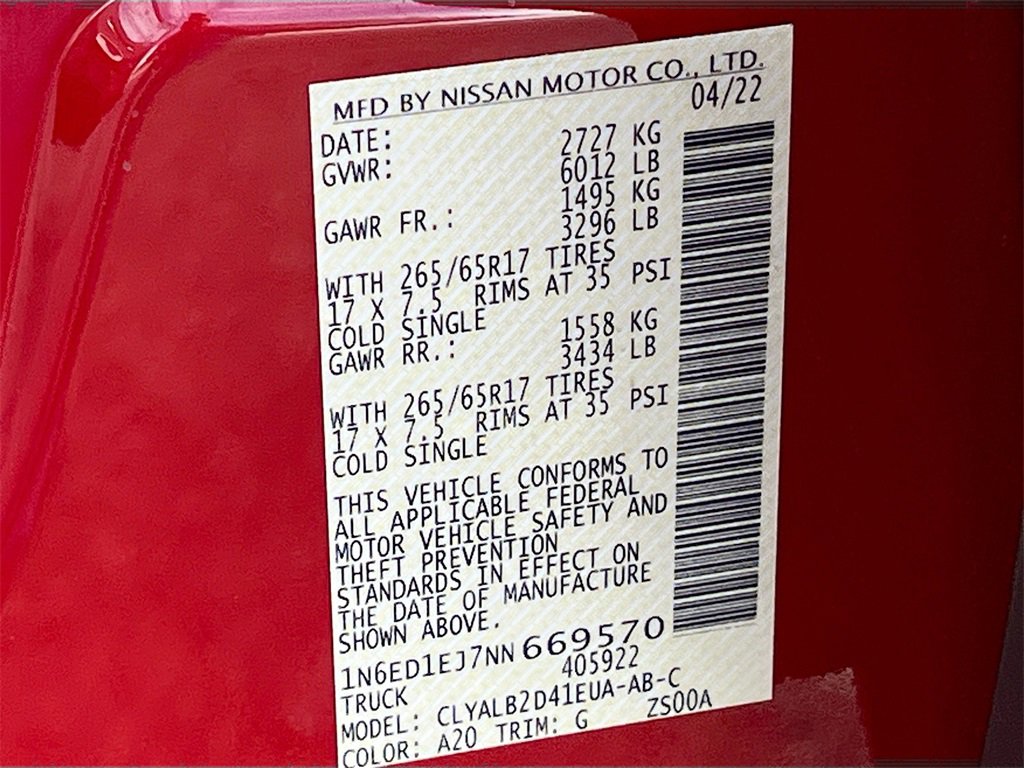 MFD BY NISSAN MOTOR CO., LTD.
DATE: 04/22
GVWR: 2727 KG
6012 LB
GAWR FR.: 1495 KG
3296 LB
WITH 265/65R17 TIRES
17 X 7.5 RIMS AT 35 PSI
COLD SINGLE
GAWR RR.: 1558 KG
3434 LB
WITH 265/65R17 TIRES
17 X 7.5 RIMS AT 35 PSI
COLD SINGLE
THIS VEHICLE CONFORMS TO
ALL APPLICABLE FEDERAL
MOTOR VEHICLE SAFETY AND
THEFT PREVENTION
STANDARDS IN EFFECT ON
THE DATE OF MANUFACTURE
SHOWN ABOVE.
1N6ED1EJ7NN669570
TRUCK 405922
MODEL: CLYALB2D41EUA-AB-C
COLOR: A20 TRIM: G ZS00A